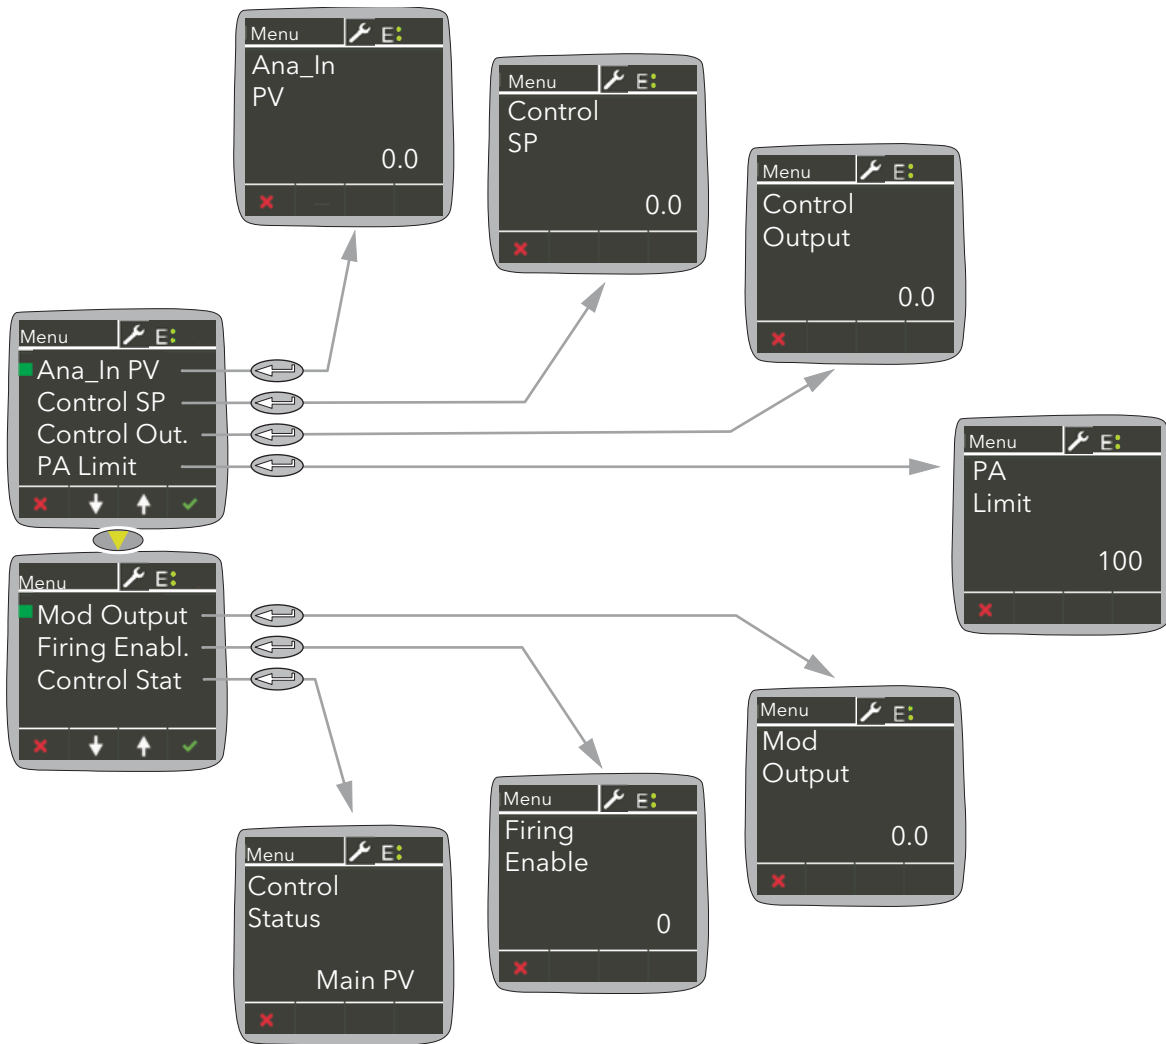 Menu E:
Ana_In
PV
0.0
Menu E:
Control
SP
0.0
Menu E:
Control
Output
0.0
Menu E:
Ana_In PV
Control SP
Control Out.
PA Limit
Menu E:
PA
Limit
100
Menu E:
Mod Output
Firing Enabl.
Control Stat
Menu E:
Mod
Output
0.0
Menu E:
Firing
Enable
0
Menu E:
Control
Status
Main PV